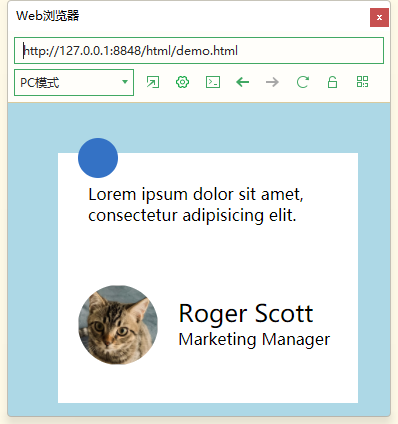 Web浏览器
x
http://127.0.0.1:8848/html/demo.html
PC模式
Lorem ipsum dolor sit amet,
consectetur adipisicing elit.
Roger Scott
Marketing Manager